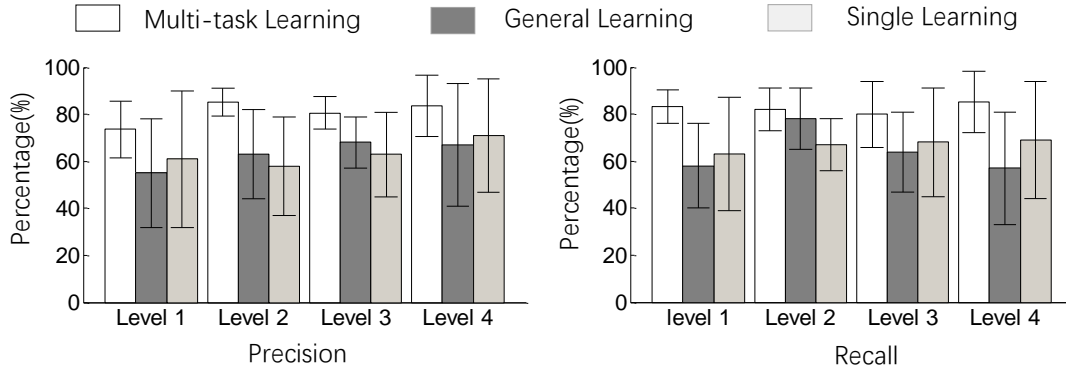 Multi-task Learning General Learning Single Learning
Percentage(%)
100
80
60
40
20
0
Level 1 Level 2 Level 3 Level 4
Precision
Percentage(%)
100
80
60
40
20
0
level 1 Level 2 Level 3 Level 4
Recall